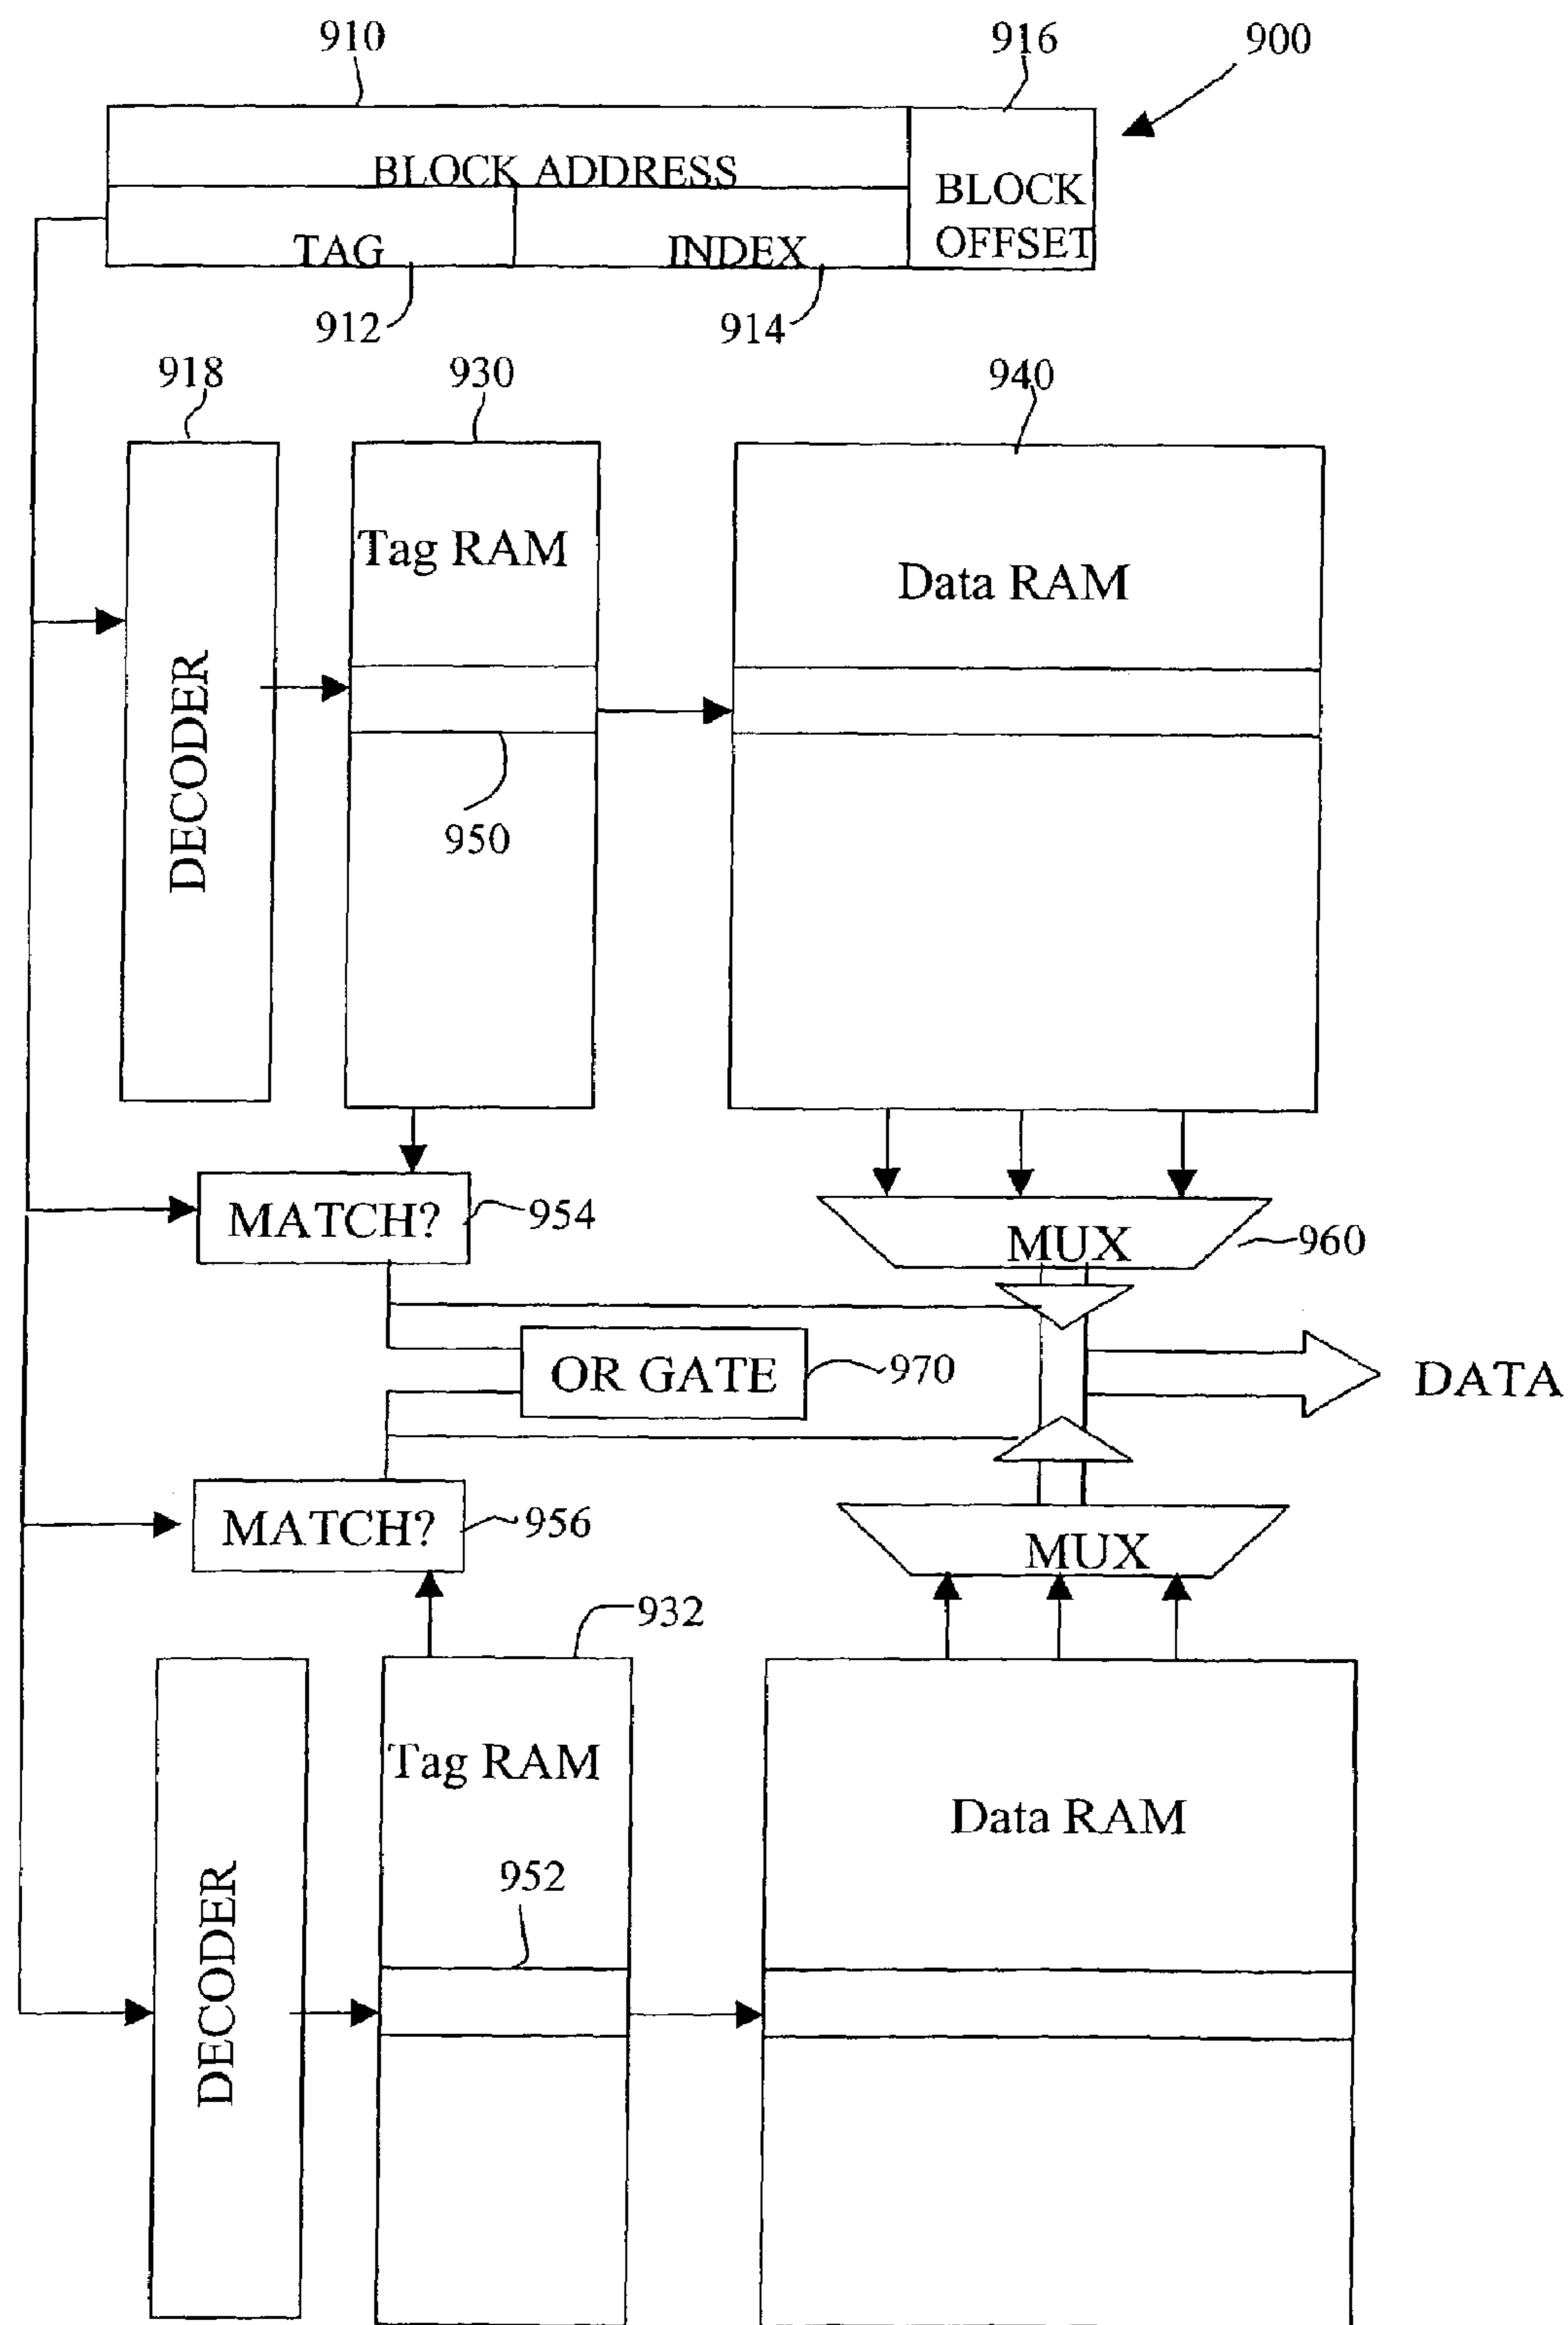 910
916
900
BLOCK ADDRESS
BLOCK
OFFSET
TAG
INDEX
912
914
918
930
940
Tag RAM
Data RAM
DECODER
950
MATCH?
954
MUX
960
OR GATE
970
DATA
MATCH?
956
MUX
932
Tag RAM
Data RAM
952
DECODER